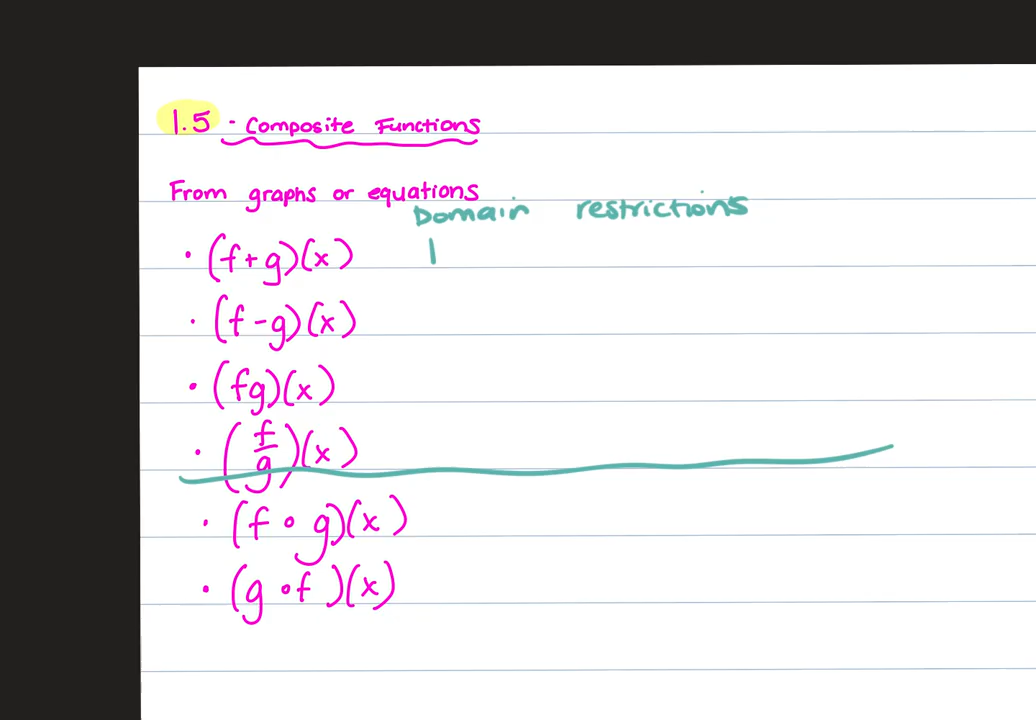 1.5 - Composite Functions
From graphs or equations
Domain restrictions
• (f+g)(x)
• (f-g)(x)
• (fg)(x)
• (f/g)(x)
• (f ∘ g)(x)
• (g ∘ f)(x)